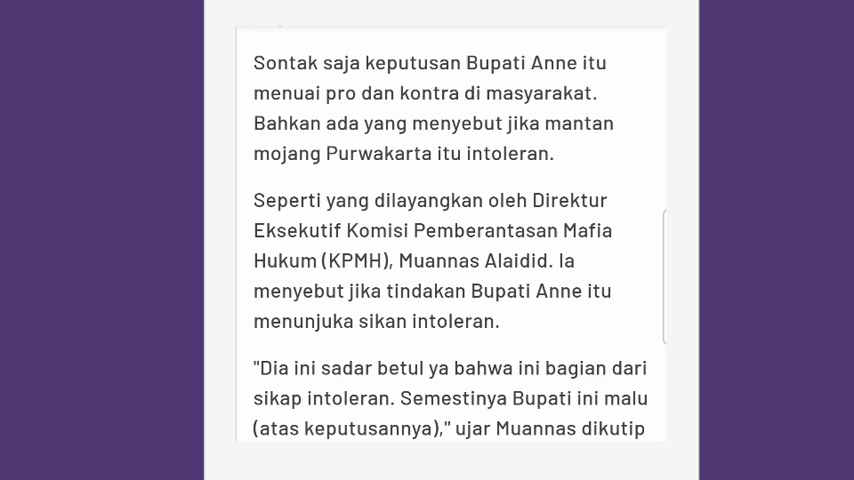 Sontak saja keputusan Bupati Anne itu
menuai pro dan kontra di masyarakat.
Bahkan ada yang menyebut jika mantan
mojang Purwakarta itu intoleran.
Seperti yang dilayangkan oleh Direktur
Eksekutif Komisi Pemberantasan Mafia
Hukum (KPMH), Muannas Alaidid. Ia
menyebut jika tindakan Bupati Anne itu
menunjuka sikan intoleran.
"Dia ini sadar betul ya bahwa ini bagian dari
sikap intoleran. Semestinya Bupati ini malu
(atas keputusannya)," ujar Muannas dikutip